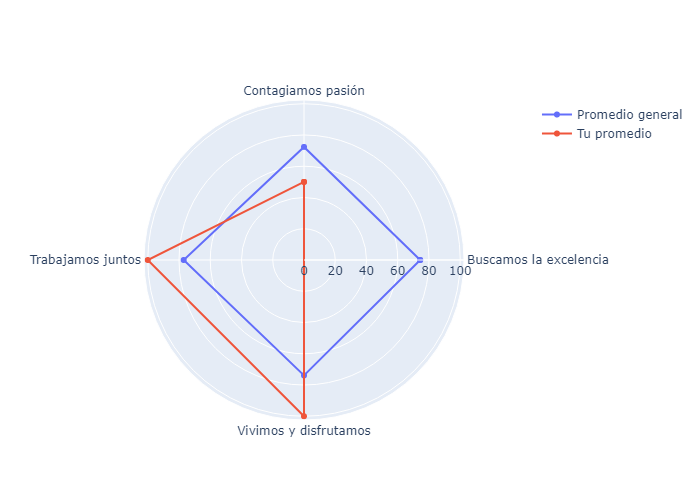 Contagiamos pasión
Promedio general
Tu promedio
Trabajamos juntos
Buscamos la excelencia
0 20 40 60 80 100
Vivimos y disfrutamos